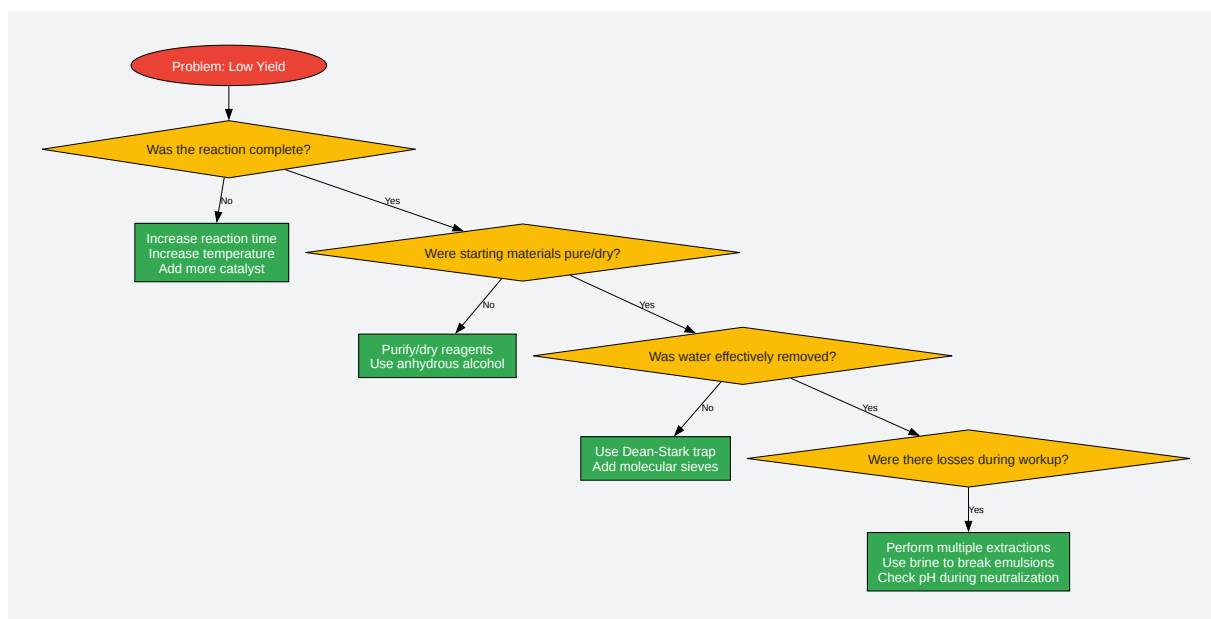 Problem: Low Yield
Was the reaction complete?
No
Yes
Increase reaction time
Increase temperature
Add more catalyst
Were starting materials pure/dry?
No
Yes
Purify/dry reagents
Use anhydrous alcohol
Was water effectively removed?
No
Yes
Use Dean-Stark trap
Add molecular sieves
Were there losses during workup?
Yes
Perform multiple extractions
Use brine to break emulsions
Check pH during neutralization